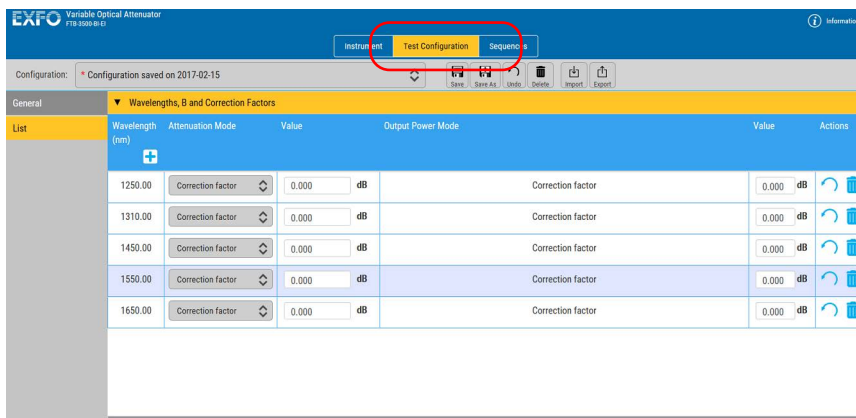 EXFO Variable Optical Attenuator
FTB-3500-BI-EI
Instrument Test Configuration Sequences
Configuration: * Configuration saved on 2017-02-15
Save Save As Undo Delete Import Export
General
List
▼ Wavelengths, B and Correction Factors
Wavelength (nm) Attenuation Mode Value Output Power Mode Value Actions
1250.00 Correction factor 0.000 dB Correction factor 0.000 dB
1310.00 Correction factor 0.000 dB Correction factor 0.000 dB
1450.00 Correction factor 0.000 dB Correction factor 0.000 dB
1550.00 Correction factor 0.000 dB Correction factor 0.000 dB
1650.00 Correction factor 0.000 dB Correction factor 0.000 dB